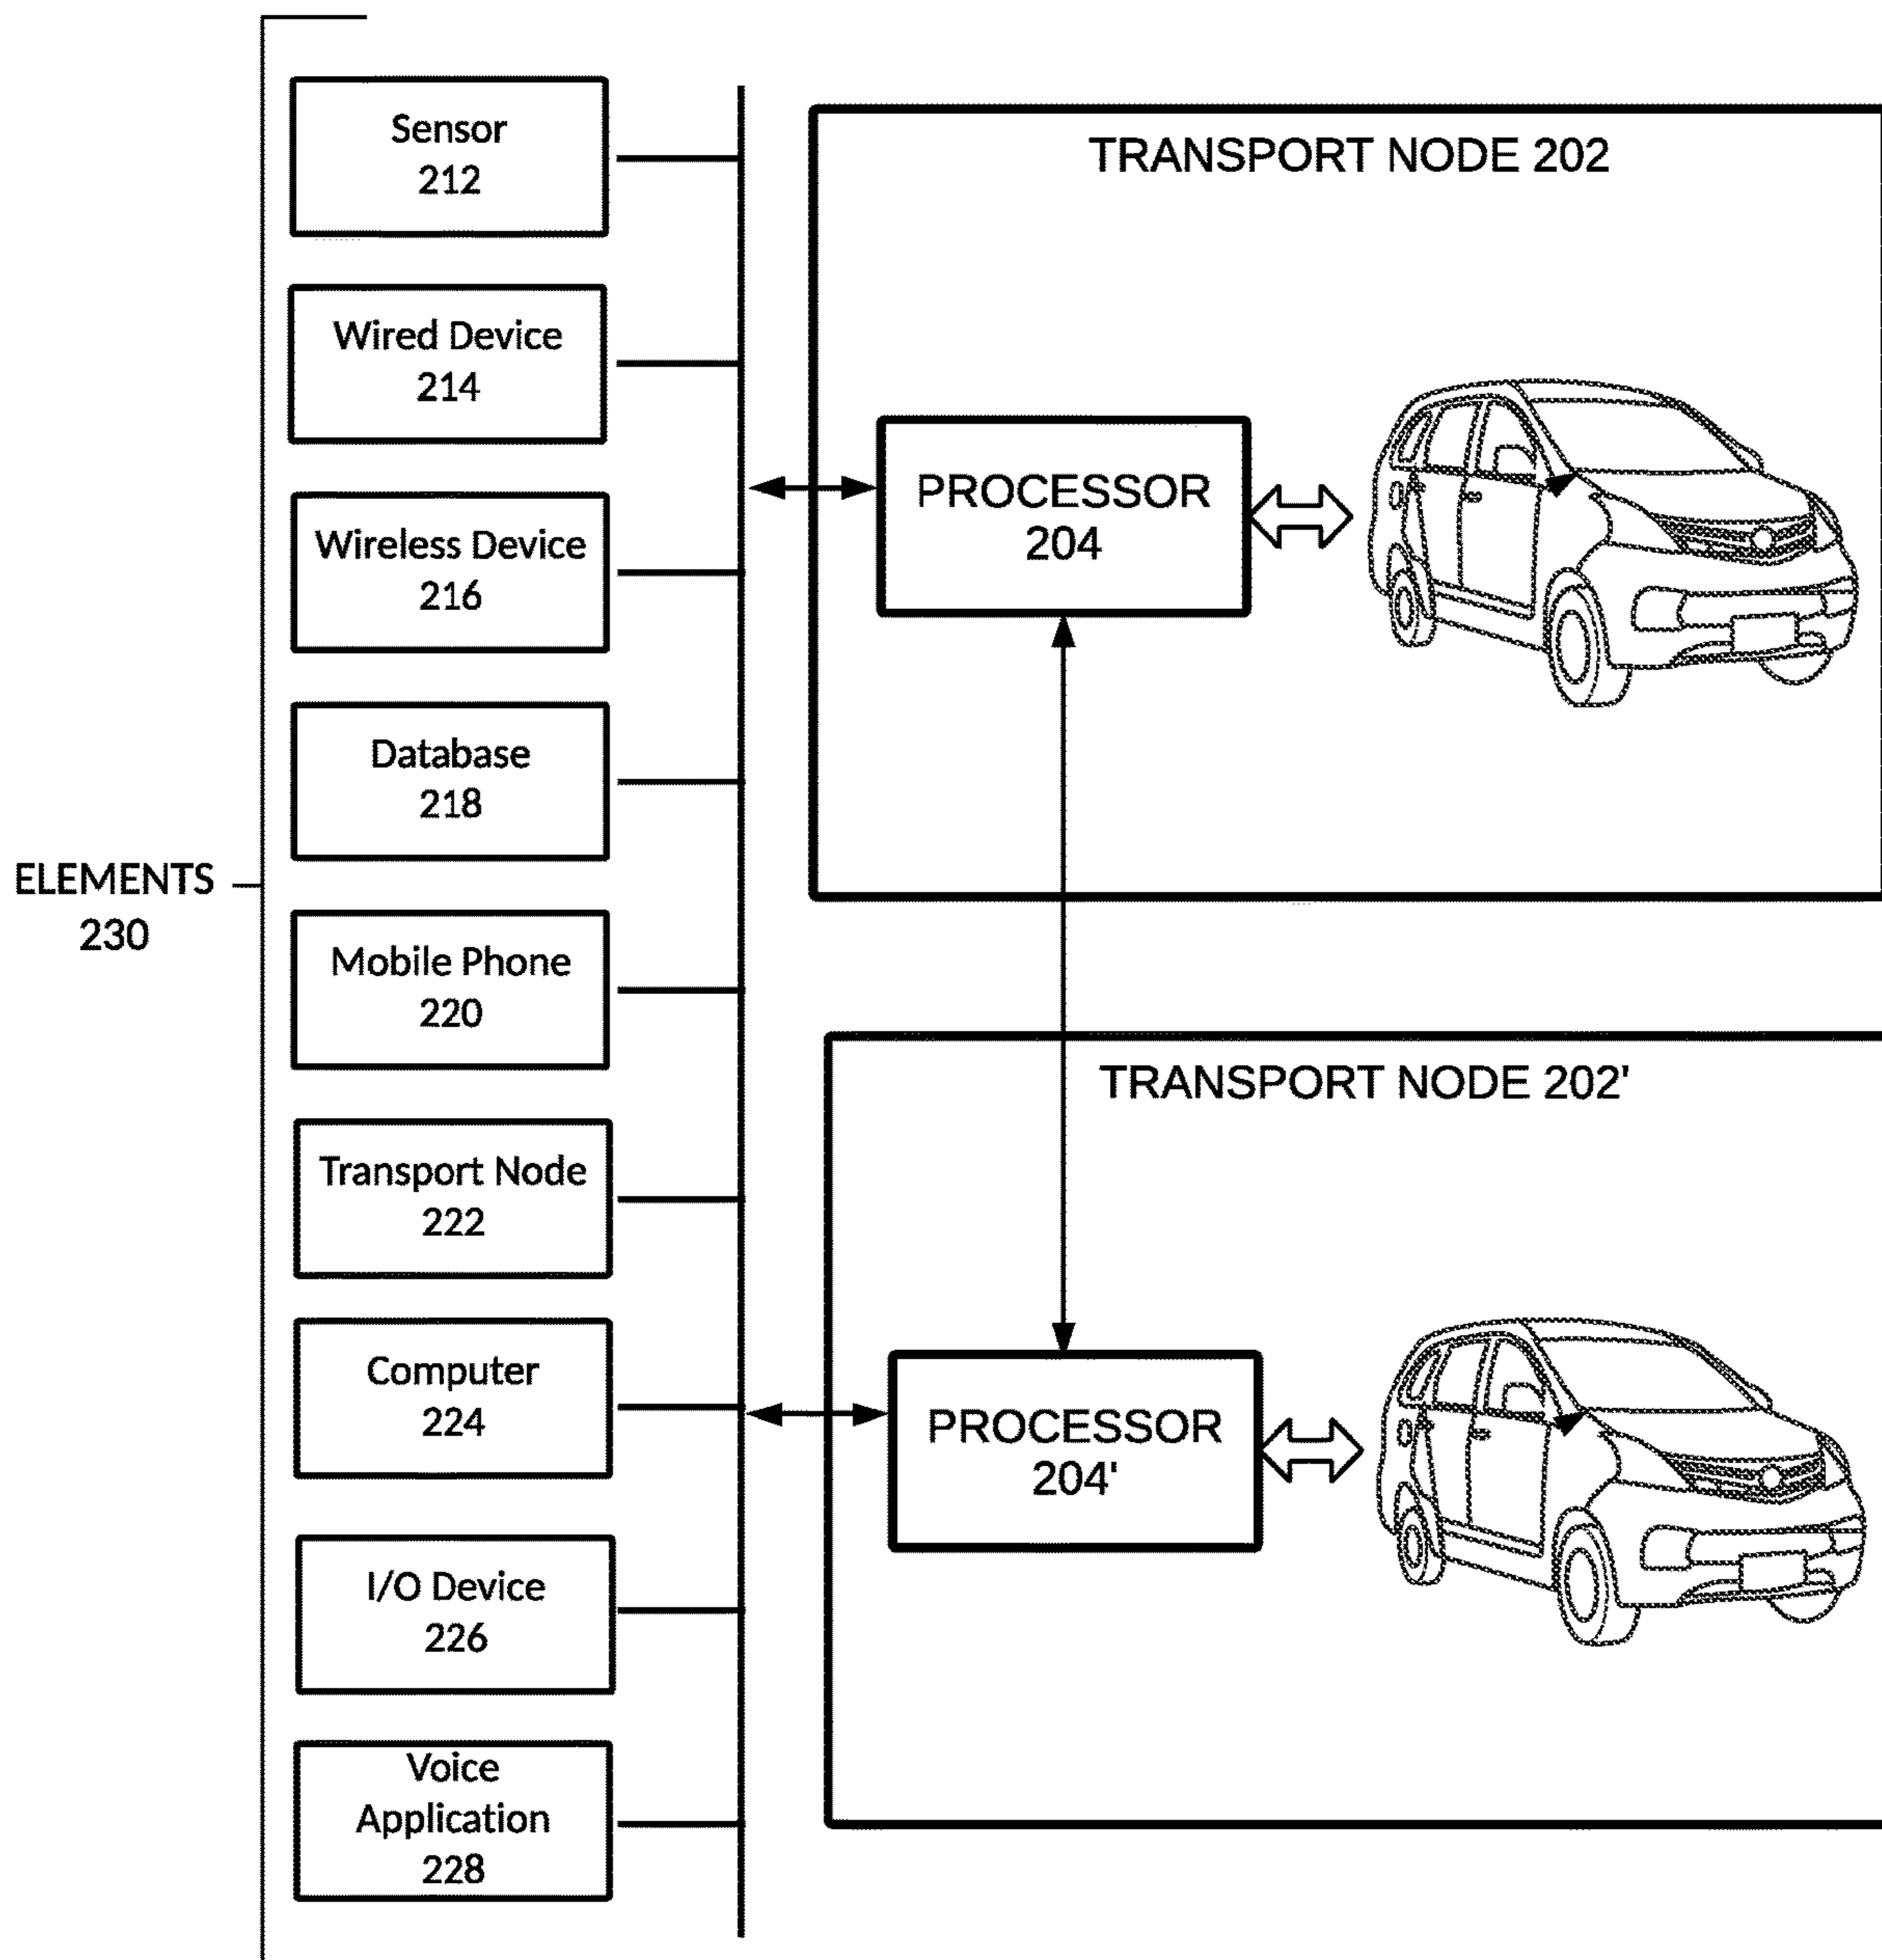 Sensor
212
Wired Device
214
Wireless Device
216
Database
218
ELEMENTS
230
Mobile Phone
220
Transport Node
222
Computer
224
I/O Device
226
Voice
Application
228
TRANSPORT NODE 202
PROCESSOR
204
TRANSPORT NODE 202'
PROCESSOR
204'